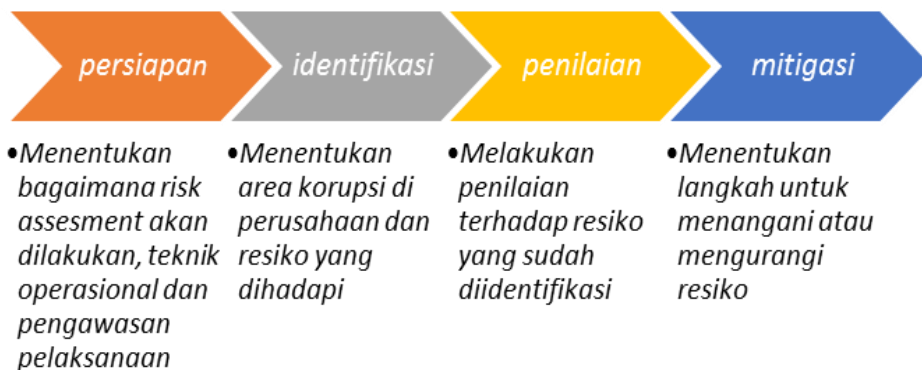 persiapan
identifikasi
penilaian
mitigasi
•Menentukan
bagaimana risk
assesment akan
dilakukan, teknik
operasional dan
pengawasan
pelaksanaan
•Menentukan
area korupsi di
perusahaan dan
resiko yang
dihadapi
•Melakukan
penilaian
terhadap resiko
yang sudah
diidentifikasi
•Menentukan
langkah untuk
menangani atau
mengurangi
resiko